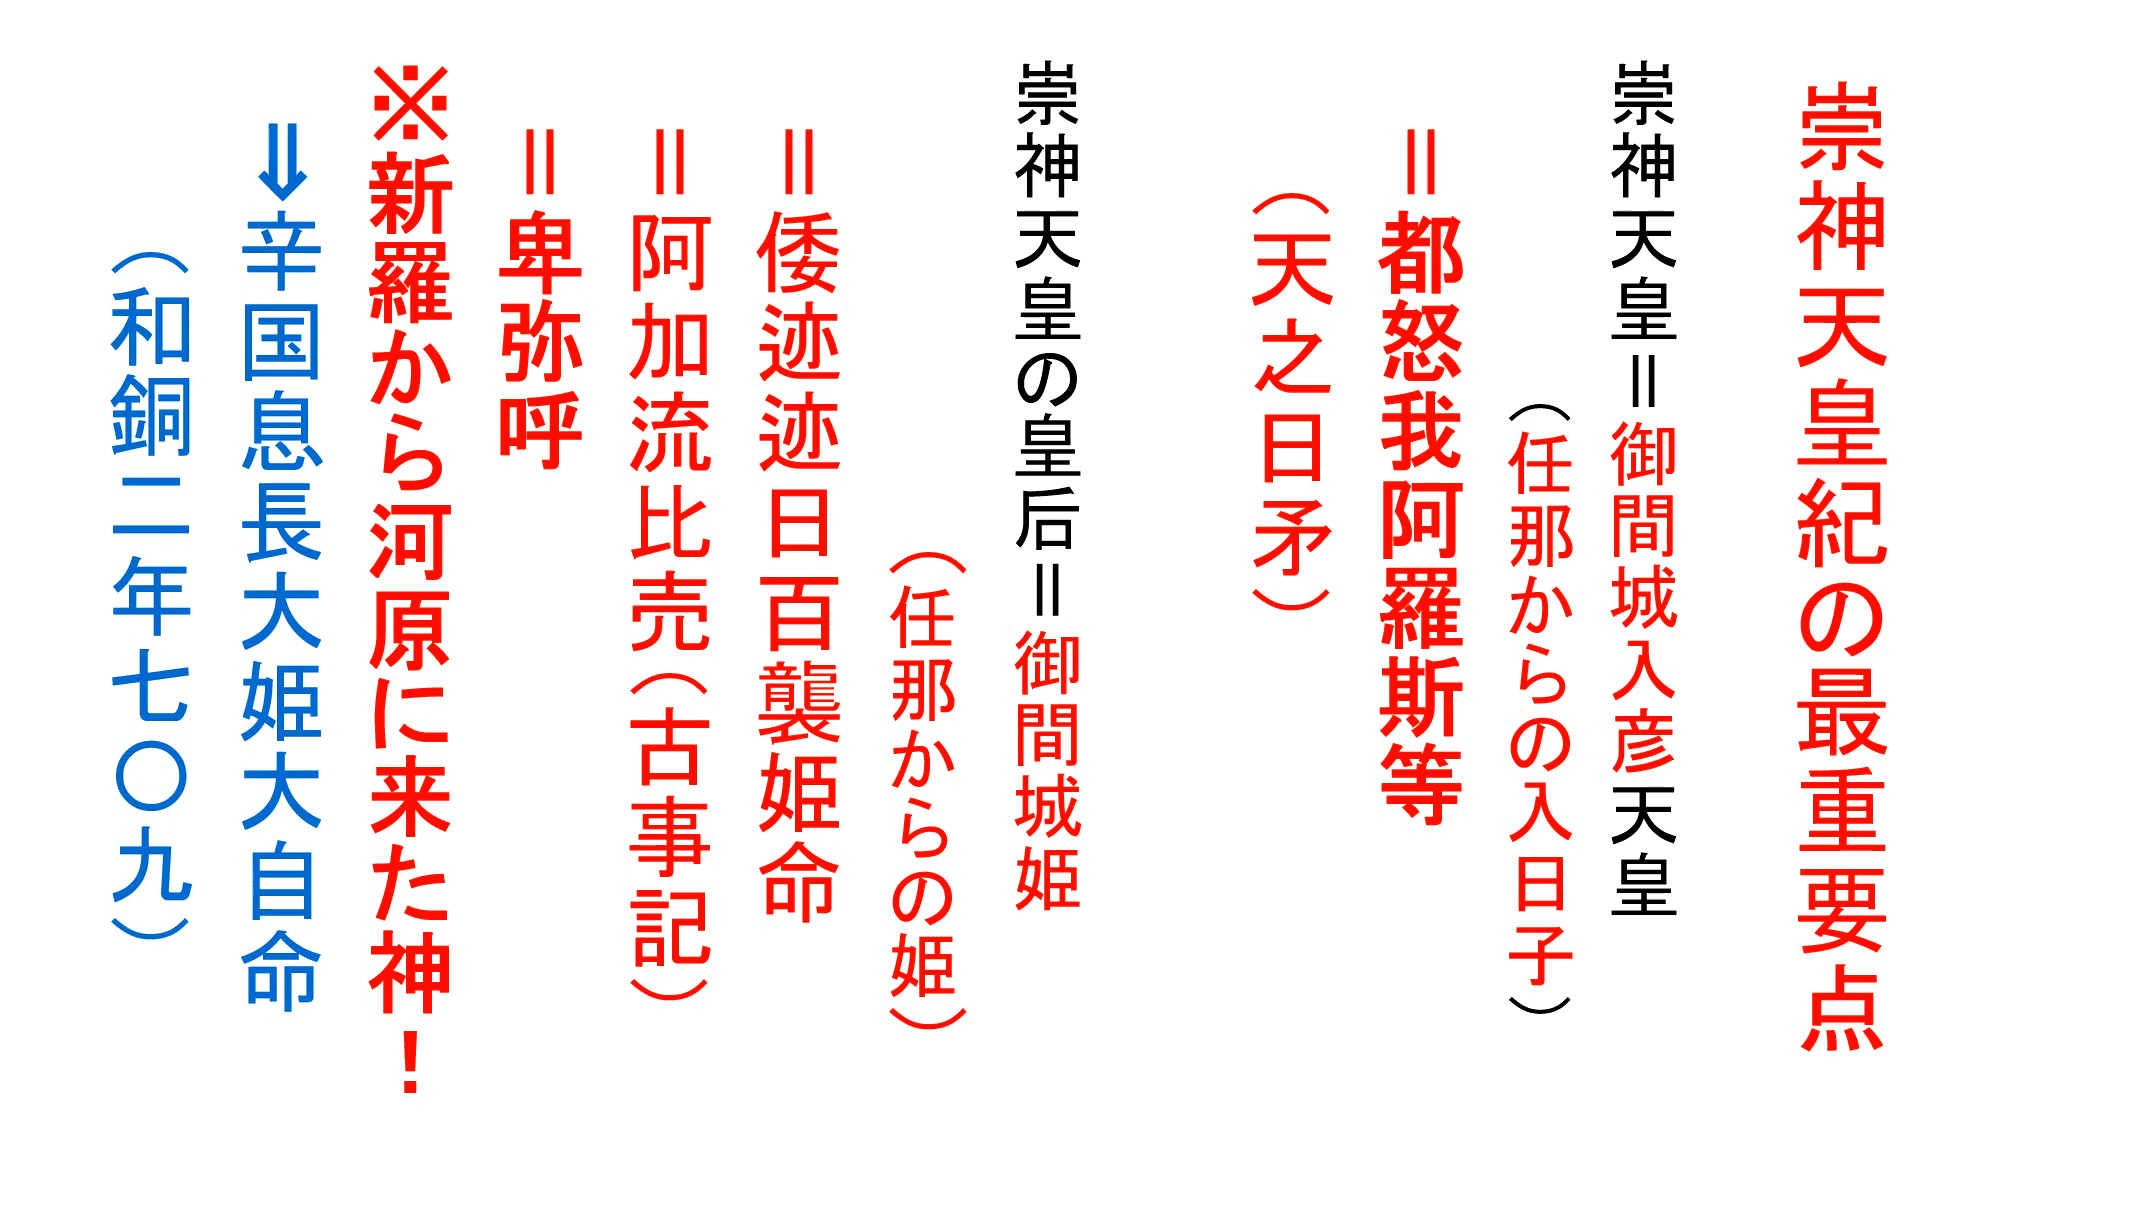 崇神天皇紀の最重要点
崇神天皇＝御間城入彦天皇
（任那からの入日子）
＝都怒我阿羅斯等
（天之日矛）
崇神天皇の皇后＝御間城姫
（任那からの姫）
＝倭迹迹日百襲姫命
＝阿加流比売（古事記）
＝卑弥呼
※新羅から河原に来た神！
⇒辛国息長大姫大自命
（和銅二年七〇九）